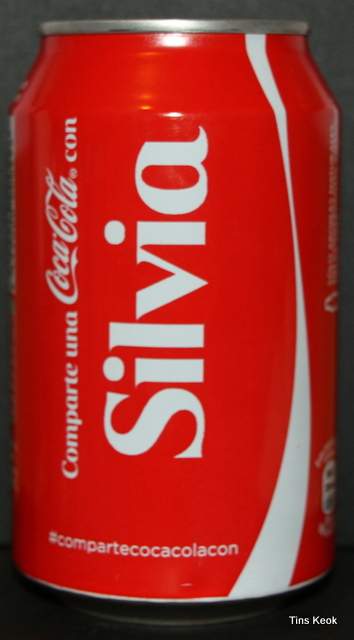 Comparte una Coca-Cola® con
Silvia
#compartecocacolacon
Tins Keok